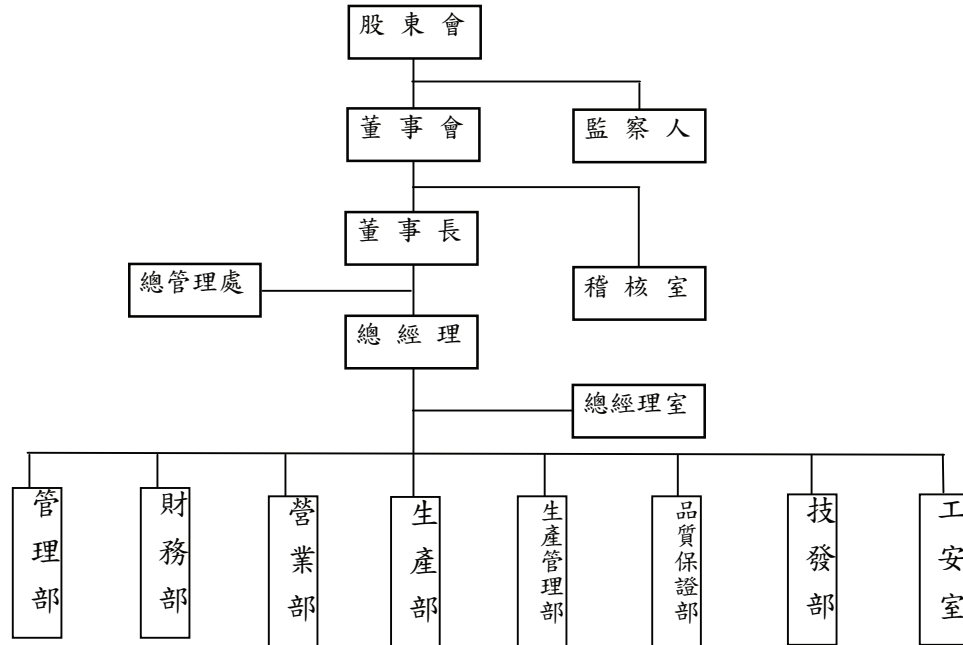 股東會
董事會
監察人
董事長
總管理處
稽核室
總經理
總經理室
管理部
財務部
營業部
生產部
生產管理部
品質保證部
技發部
工安室